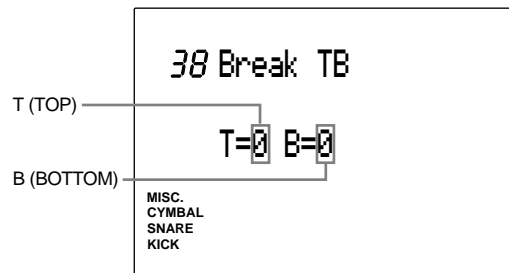 38 Break TB
T (TOP)
T=0 B=0
B (BOTTOM)
MISC.
CYMBAL
SNARE
KICK